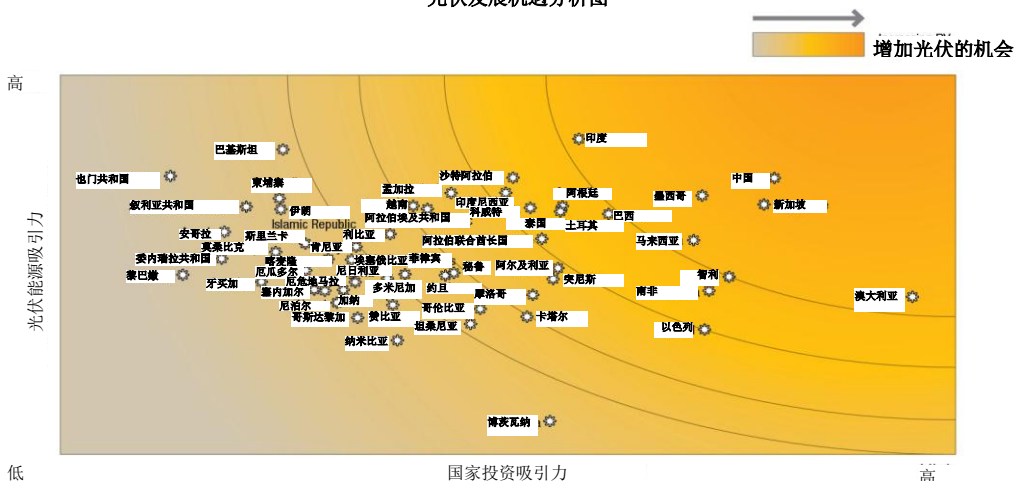 光伏发展机遇分析图
增加光伏的机会
高
印度
巴基斯坦
也门共和国
沙特阿拉伯
中国
柬埔寨
孟加拉
阿根廷
墨西哥
叙利亚共和国
伊朗
越南
印度尼西亚
科威特
新加坡
Islamic Republic
阿拉伯埃及共和国
泰国
土耳其
巴西
安哥拉
斯里兰卡
利比亚
阿拉伯联合酋长国
马来西亚
莫桑比克
肯尼亚
委内瑞拉共和国
喀麦隆
埃塞俄比亚
菲律宾
黎巴嫩
厄瓜多尔
尼日利亚
秘鲁
阿尔及利亚
智利
牙买加
尼危地马拉
多米尼加
约旦
突尼斯
塞内加尔
加纳
摩洛哥
南非
澳大利亚
尼泊尔
哥斯达黎加
赞比亚
哥伦比亚
卡塔尔
坦桑尼亚
以色列
纳米比亚
博茨瓦纳
光伏能源吸引力
低
国家投资吸引力
高